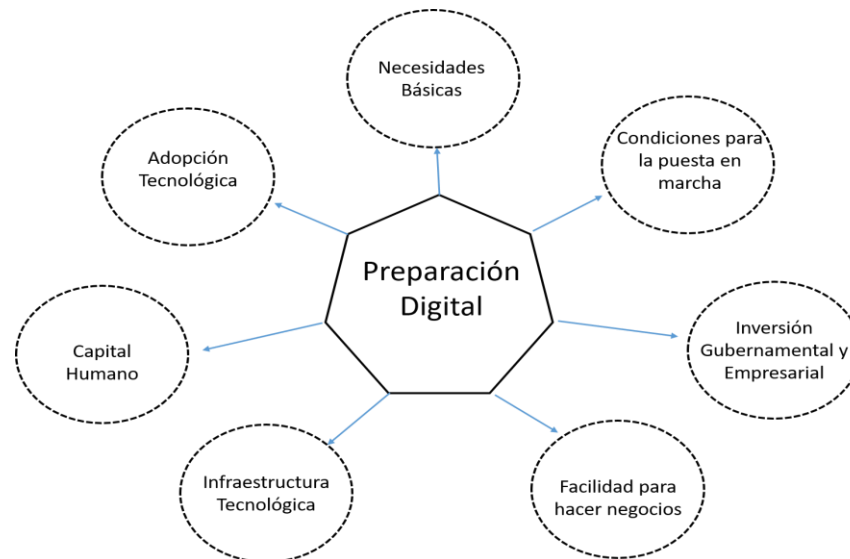 Necesidades
Básicas
Condiciones para
la puesta en
marcha
Adopción
Tecnológica
Preparación
Digital
Inversión
Gubernamental y
Empresarial
Capital
Humano
Infraestructura
Tecnológica
Facilidad para
hacer negocios